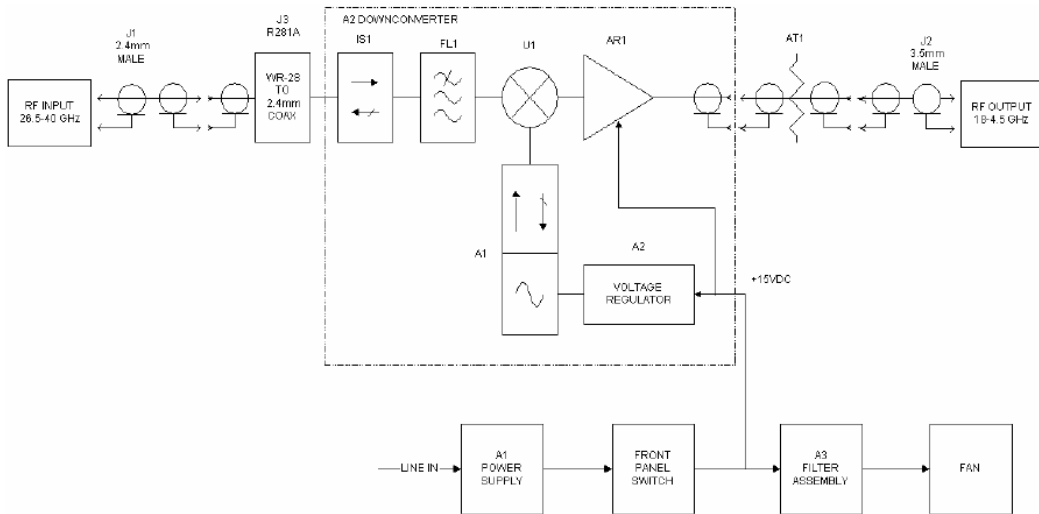 A2 DOWNCONVERTER
J1
2.4mm
MALE
J3
R281A
IS1
FL1
U1
AR1
AT1
J2
3.5mm
MALE
RF INPUT
26.5-40 GHz
WR-28
TO
2.4mm
COAX
RF OUTPUT
18-4.5 GHz
A1
A2
VOLTAGE
REGULATOR
+15VDC
LINE IN
A1
POWER
SUPPLY
FRONT
PANEL
SWITCH
A3
FILTER
ASSEMBLY
FAN